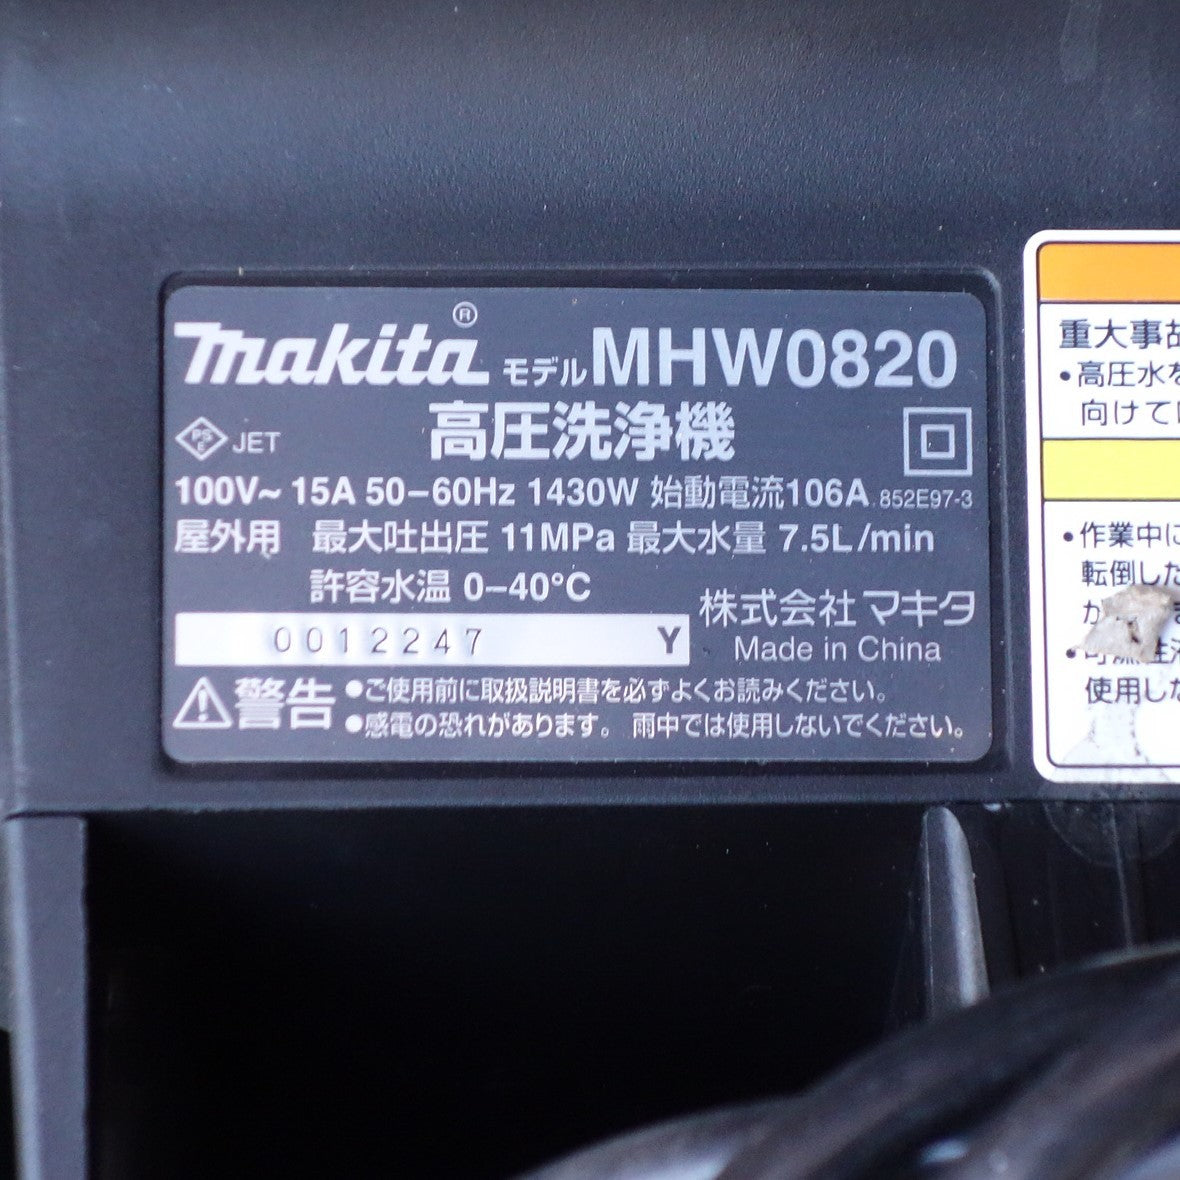 makita® モデル MHW0820
PSE JET 高圧洗浄機
100V~ 15A 50–60Hz 1430W 始動電流106A 852E97-3
屋外用 最大吐出圧 11MPa 最大水量 7.5L/min
許容水温 0–40°C
株式会社マキタ
0012247 Y
Made in China
警告 ●ご使用前に取扱説明書を必ずよくお読みください。
●感電の恐れがあります。 雨中では使用しないでください。
重大事故
•高圧水を
向けて
•作業中に
転倒した
か
使用した